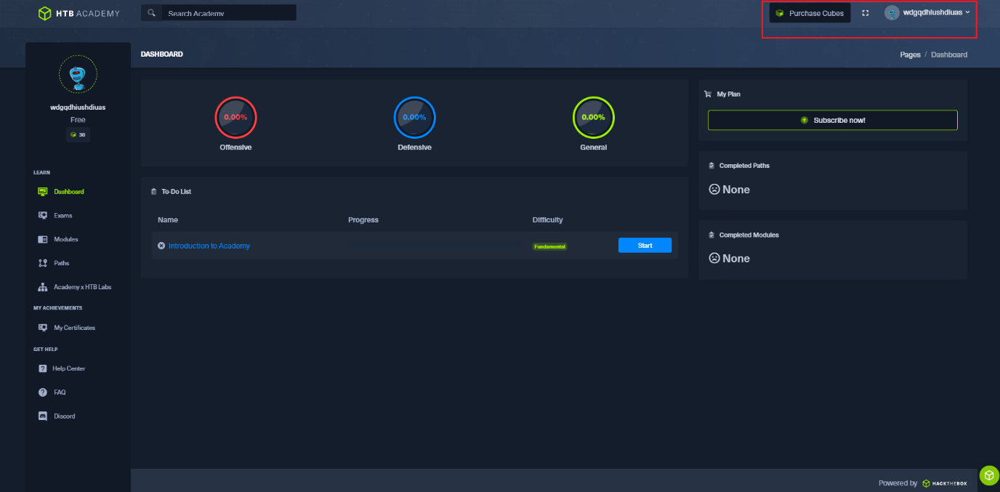 HTB ACADEMY
Search Academy
Purchase Cubes
wdgqdhiushdiuas
DASHBOARD
Pages / Dashboard
wdgqdhiushdiuas
Free
30
LEARN
Dashboard
Exams
Modules
Paths
Academy x HTB Labs
MY ACHIEVEMENTS
My Certificates
GET HELP
Help Center
FAQ
Discord
0.00% 0.00% 0.00%
Offensive Defensive General
To-Do List
Name Progress Difficulty
Introduction to Academy Fundamental Start
My Plan
Subscribe now!
Completed Paths
None
Completed Modules
None
Powered by HACKTHEBOX